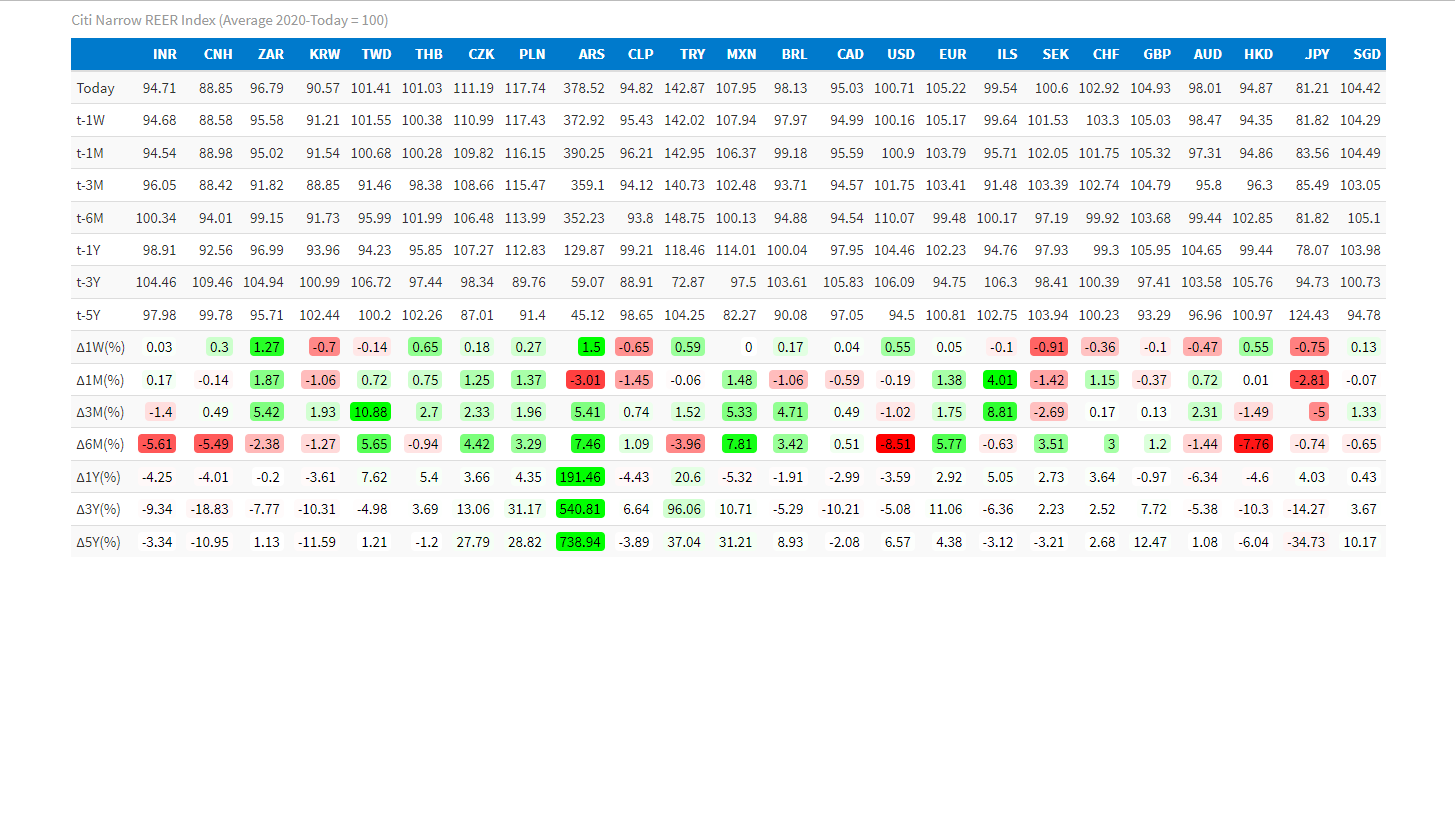 Citi Narrow REER Index (Average 2020-Today = 100)
INR CNH ZAR KRW TWD THB CZK PLN ARS CLP TRY MXN BRL CAD USD EUR ILS SEK CHF GBP AUD HKD JPY SGD
Today 94.71 88.85 96.79 90.57 101.41 101.03 111.19 117.74 378.52 94.82 142.87 107.95 98.13 95.03 100.71 105.22 99.54 100.6 102.92 104.93 98.01 94.87 81.21 104.42
t-1W 94.68 88.58 95.58 91.21 101.55 100.38 110.99 117.43 372.92 95.43 142.02 107.94 97.97 94.99 100.16 105.17 99.64 101.53 103.3 105.03 98.47 94.35 81.82 104.29
t-1M 94.54 88.98 95.02 91.54 100.68 100.28 109.82 116.15 390.25 96.21 142.95 106.37 99.18 95.59 100.9 103.79 95.71 102.05 101.75 105.32 97.31 94.86 83.56 104.49
t-3M 96.05 88.42 91.82 88.85 91.46 98.38 108.66 115.47 359.1 94.12 140.73 102.48 93.71 94.57 101.75 103.41 91.48 103.39 102.74 104.79 95.8 96.3 85.49 103.05
t-6M 100.34 94.01 99.15 91.73 95.99 101.99 106.48 113.99 352.23 93.8 148.75 100.13 94.88 94.54 110.07 99.48 100.17 97.19 99.92 103.68 99.44 102.85 81.82 105.1
t-1Y 98.91 92.56 96.99 93.96 94.23 95.85 107.27 112.83 129.87 99.21 118.46 114.01 100.04 97.95 104.46 102.23 94.76 97.93 99.3 105.95 104.65 99.44 78.07 103.98
t-3Y 104.46 109.46 104.94 100.99 106.72 97.44 98.34 89.76 59.07 88.91 72.87 97.5 103.61 105.83 106.09 94.75 106.3 98.41 100.39 97.41 103.58 105.76 94.73 100.73
t-5Y 97.98 99.78 95.71 102.44 100.2 102.26 87.01 91.4 45.12 98.65 104.25 82.27 90.08 97.05 94.5 100.81 102.75 103.94 100.23 93.29 96.96 100.97 124.43 94.78
Δ1W(%) 0.03 0.3 1.27 -0.7 -0.14 0.65 0.18 0.27 1.5 -0.65 0.59 0 0.17 0.04 0.55 0.05 -0.1 -0.91 -0.36 -0.1 -0.47 0.55 -0.75 0.13
Δ1M(%) 0.17 -0.14 1.87 -1.06 0.72 0.75 1.25 1.37 -3.01 -1.45 -0.06 1.48 -1.06 -0.59 -0.19 1.38 4.01 -1.42 1.15 -0.37 0.72 0.01 -2.81 -0.07
Δ3M(%) -1.4 0.49 5.42 1.93 10.88 2.7 2.33 1.96 5.41 0.74 1.52 5.33 4.71 0.49 -1.02 1.75 8.81 -2.69 0.17 0.13 2.31 -1.49 -5 1.33
Δ6M(%) -5.61 -5.49 -2.38 -1.27 5.65 -0.94 4.42 3.29 7.46 1.09 -3.96 7.81 3.42 0.51 -8.51 5.77 -0.63 3.51 3 1.2 -1.44 -7.76 -0.74 -0.65
Δ1Y(%) -4.25 -4.01 -0.2 -3.61 7.62 5.4 3.66 4.35 191.46 -4.43 20.6 -5.32 -1.91 -2.99 -3.59 2.92 5.05 2.73 3.64 -0.97 -6.34 -4.6 4.03 0.43
Δ3Y(%) -9.34 -18.83 -7.77 -10.31 -4.98 3.69 13.06 31.17 540.81 6.64 96.06 10.71 -5.29 -10.21 -5.08 11.06 -6.36 2.23 2.52 7.72 -5.38 -10.3 -14.27 3.67
Δ5Y(%) -3.34 -10.95 1.13 -11.59 1.21 -1.2 27.79 28.82 738.94 -3.89 37.04 31.21 8.93 -2.08 6.57 4.38 -3.12 -3.21 2.68 12.47 1.08 -6.04 -34.73 10.17